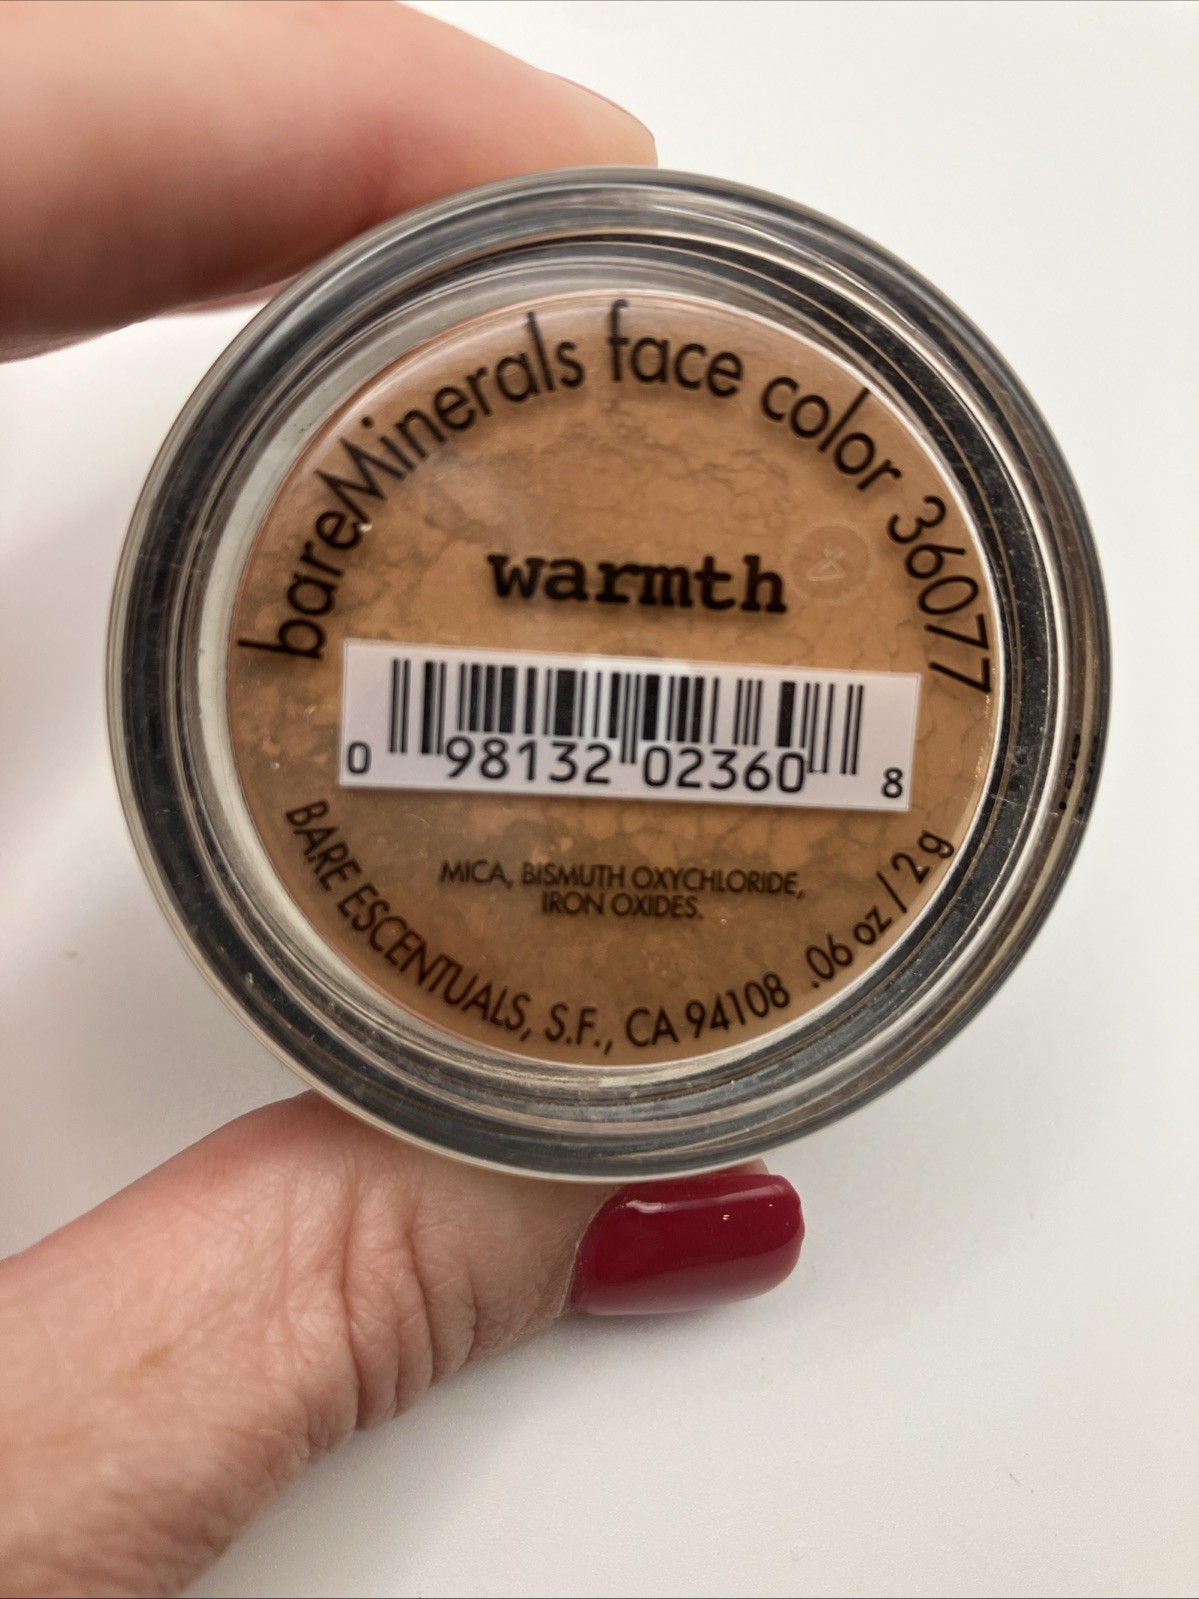 bareMinerals face color 36077
warmth
0 98132 02360 8
MICA, BISMUTH OXYCHLORIDE,
IRON OXIDES.
BARE ESCENTUALS, S.F., CA 94108 .06 oz / 2 g